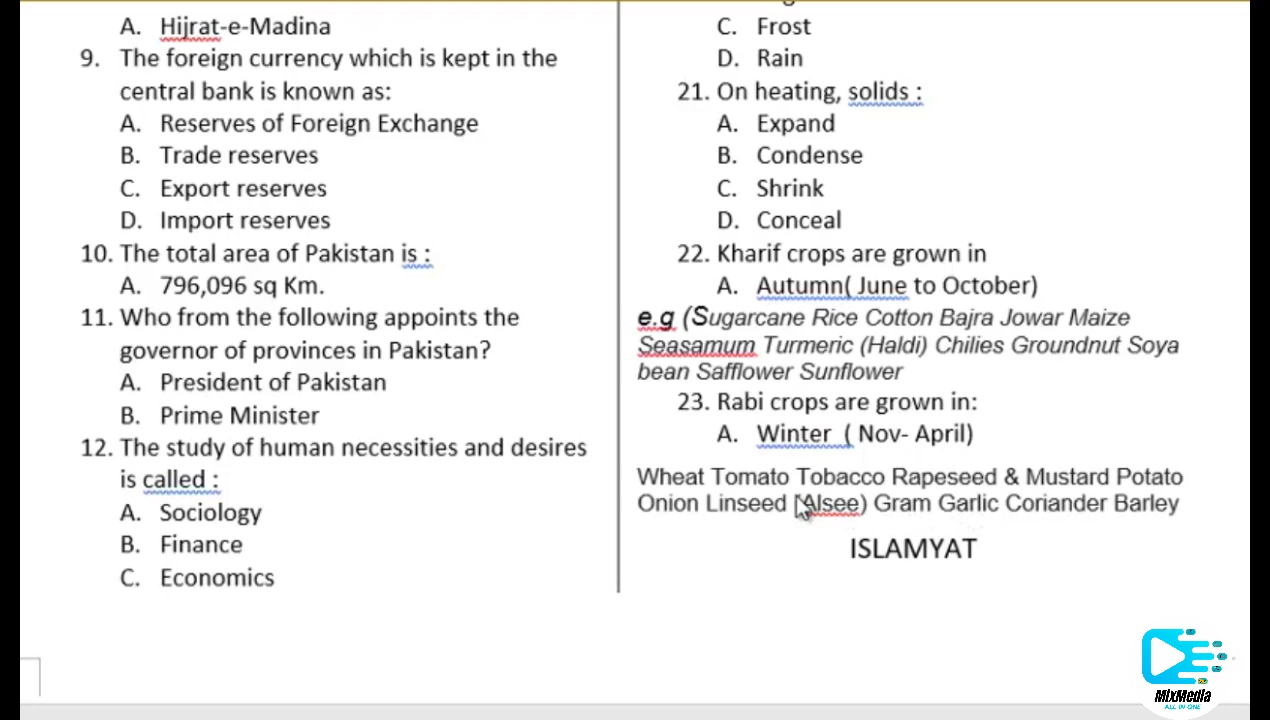 A. Hijrat-e-Madina
9. The foreign currency which is kept in the
central bank is known as:
A. Reserves of Foreign Exchange
B. Trade reserves
C. Export reserves
D. Import reserves
10. The total area of Pakistan is :
A. 796,096 sq Km.
11. Who from the following appoints the
governor of provinces in Pakistan?
A. President of Pakistan
B. Prime Minister
12. The study of human necessities and desires
is called :
A. Sociology
B. Finance
C. Economics
C. Frost
D. Rain
21. On heating, solids :
A. Expand
B. Condense
C. Shrink
D. Conceal
22. Kharif crops are grown in
A. Autumn( June to October)
e.g (Sugarcane Rice Cotton Bajra Jowar Maize
Seasamum Turmeric (Haldi) Chilies Groundnut Soya
bean Safflower Sunflower
23. Rabi crops are grown in:
A. Winter ( Nov- April)
Wheat Tomato Tobacco Rapeseed & Mustard Potato
Onion Linseed (Alsee) Gram Garlic Coriander Barley
ISLAMYAT
MixMedia
ALL IN ONE